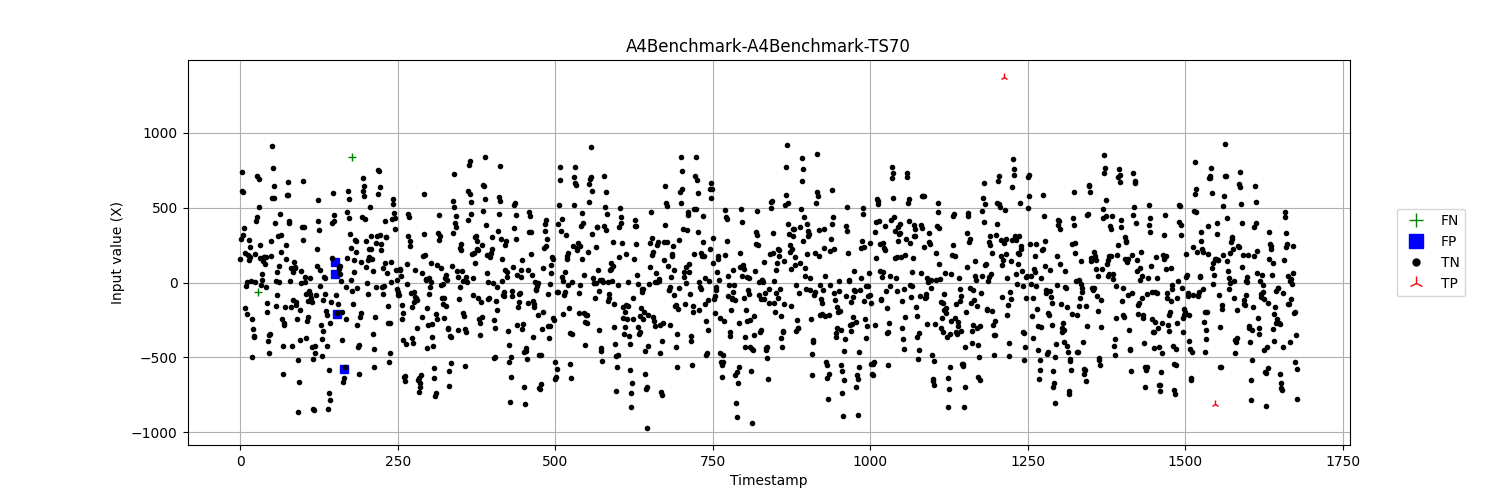 A4Benchmark-A4Benchmark-TS70
Input value (X)
1000
500
0
−500
−1000
0 250 500 750 1000 1250 1500 1750
Timestamp
FN
FP
TN
TP